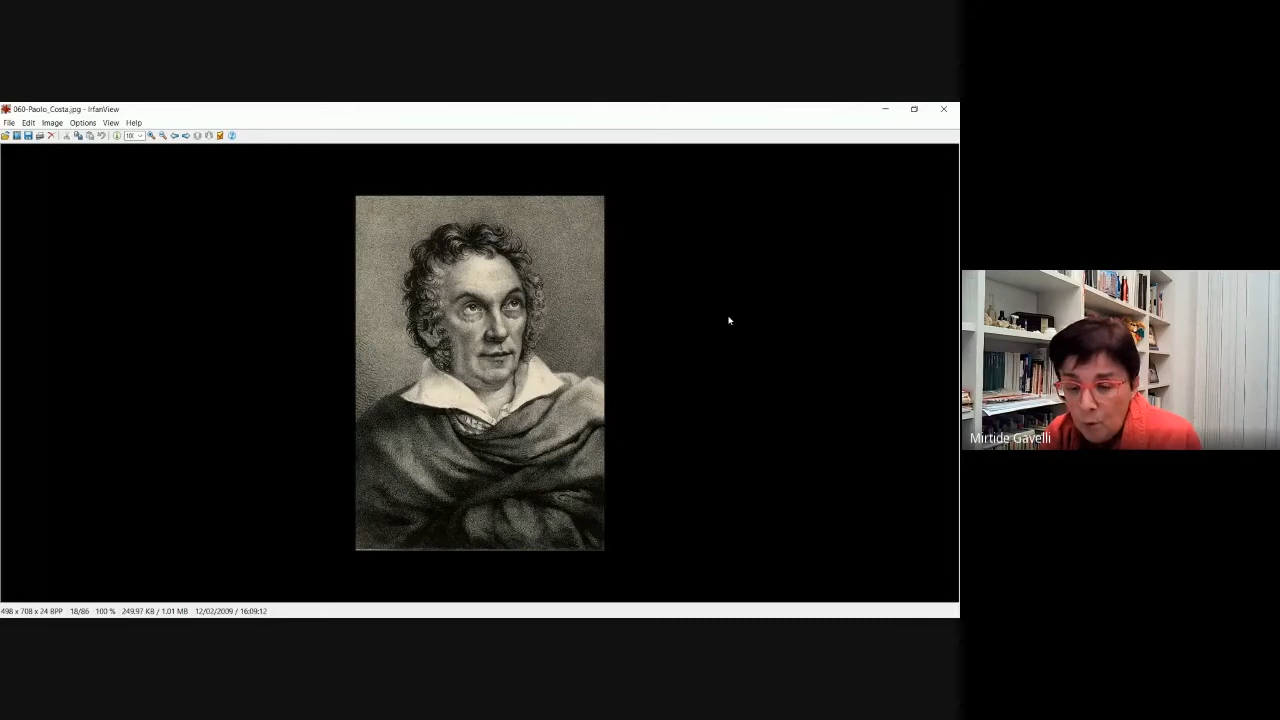 060-Paolo_Costa.jpg - IrfanView
File Edit Image Options View Help
498 x 708 x 24 BPP 18/86 100 % 249.97 KB / 1.01 MB 12/02/2009 / 16:09:12
Mirtide Gavelli